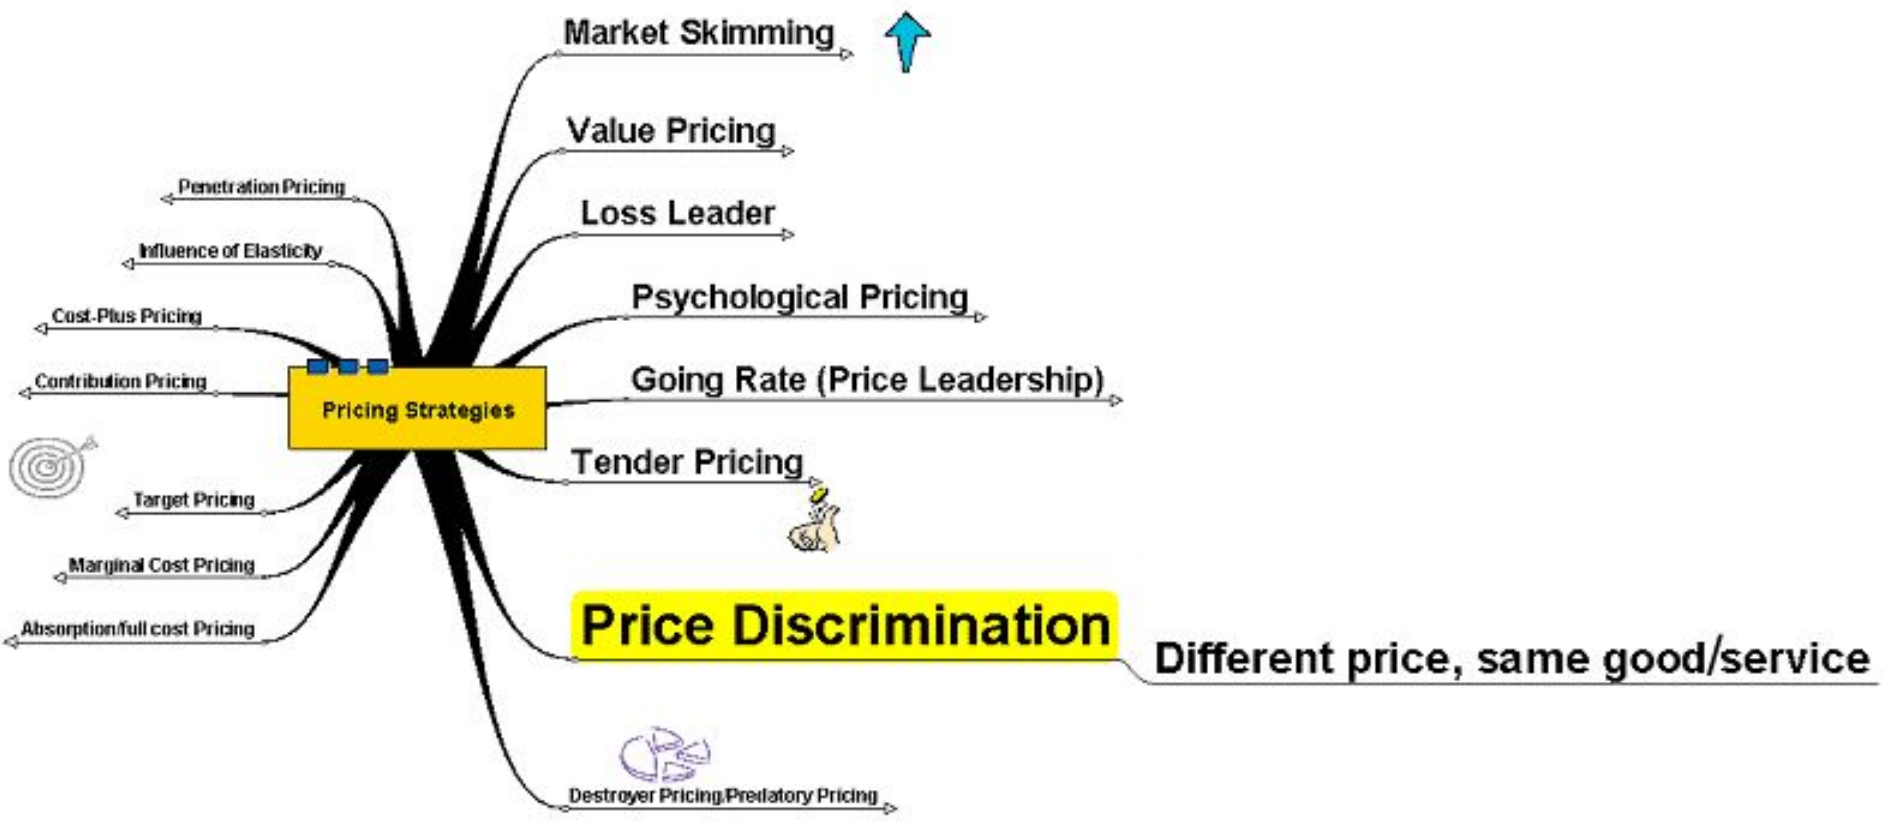 Market Skimming
Value Pricing
Penetration Pricing
Loss Leader
Influence of Elasticity
Psychological Pricing
Cost-Plus Pricing
Going Rate (Price Leadership)
Contribution Pricing
Pricing Strategies
Tender Pricing
Target Pricing
Marginal Cost Pricing
Price Discrimination
Absorption/full cost Pricing
Different price, same good/service
Destroyer Pricing/Predatory Pricing